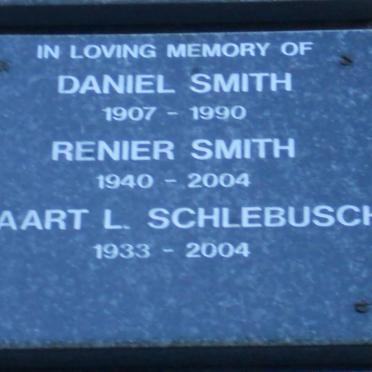 IN LOVING MEMORY OF
DANIEL SMITH
1907 - 1990
RENIER SMITH
1940 - 2004
AART L. SCHLEBUSCH
1933 - 2004